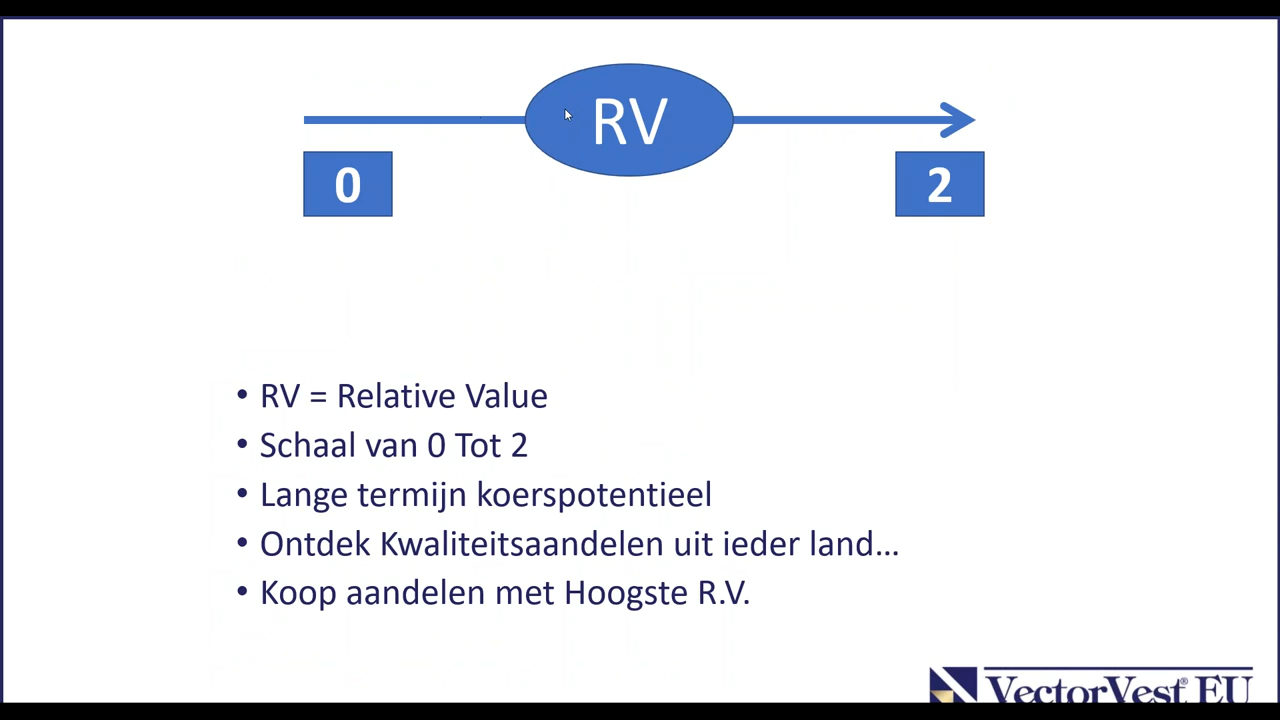 RV
0
2
• RV = Relative Value
• Schaal van 0 Tot 2
• Lange termijn koerspotentieel
• Ontdek Kwaliteitsaandelen uit ieder land...
• Koop aandelen met Hoogste R.V.
VectorVest® EU